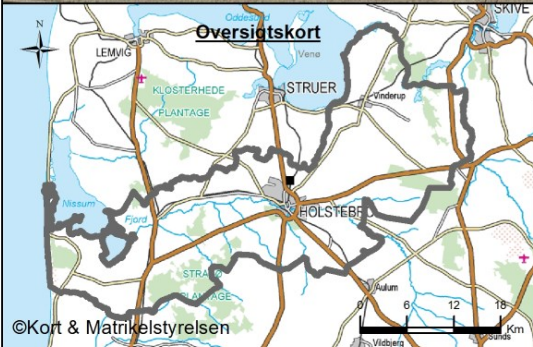 Oddesund
SKIVE
Oversigtskort
LEMVIG
Venø
KLOSTERHEDE
PLANTAGE
STRUER
Vinderup
Nissum
Fjord
HOLSTEBRO
STRÅSØ
PLANTAGE
Aulum
0 6 12 18
Km
©Kort & Matrikelstyrelsen
Vildbjerg
Sunds